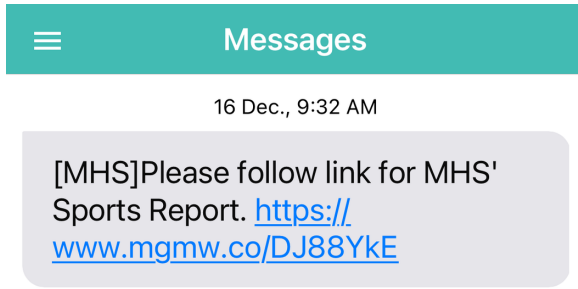 Messages
16 Dec., 9:32 AM
[MHS]Please follow link for MHS'
Sports Report. https://
www.mgmw.co/DJ88YkE